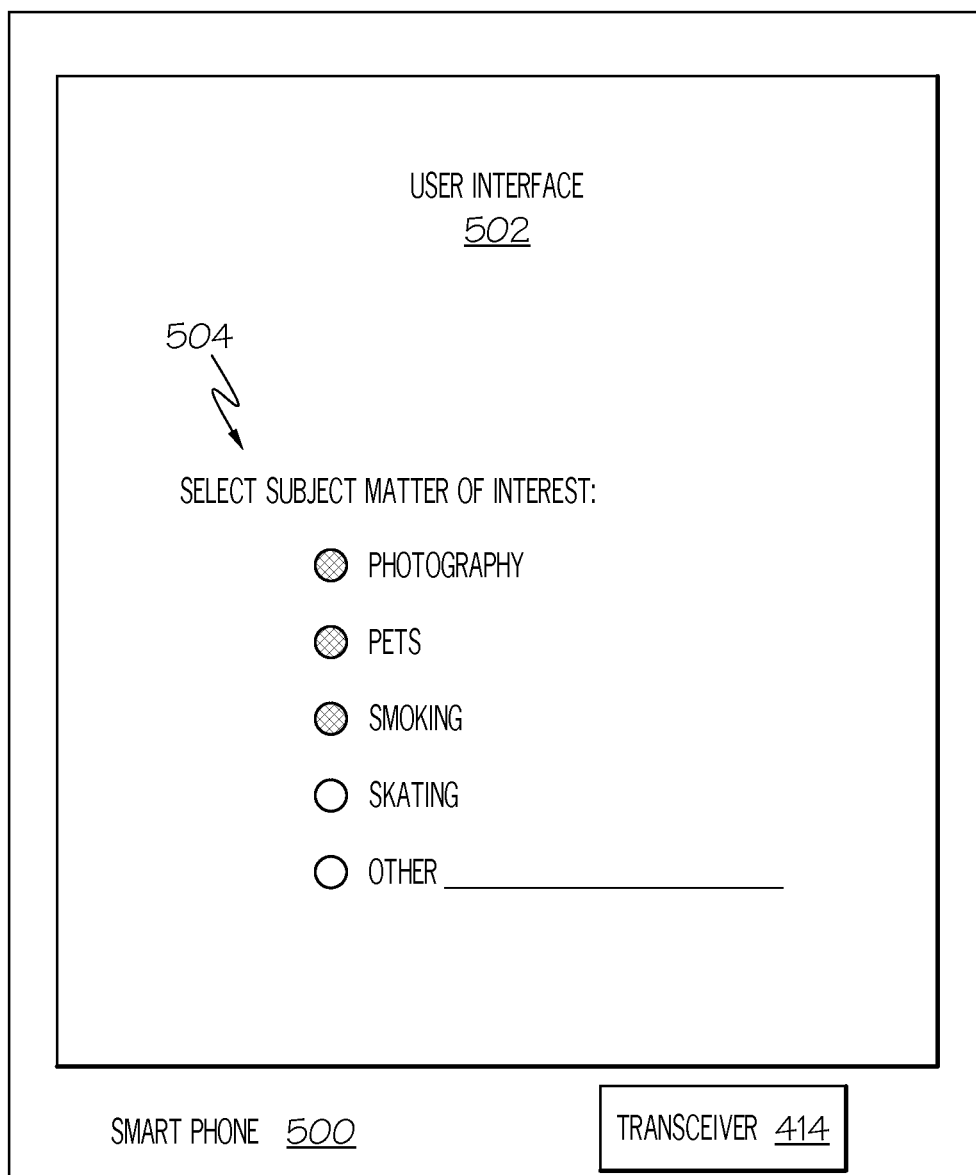 USER INTERFACE
502
504
SELECT SUBJECT MATTER OF INTEREST:
PHOTOGRAPHY
PETS
SMOKING
SKATING
OTHER
SMART PHONE 500
TRANSCEIVER 414